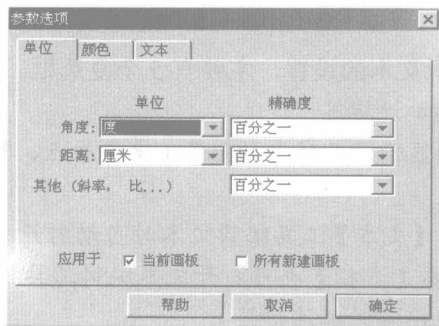 参数选项
单位 颜色 文本
单位 精确度
角度: 度 百分之一
距离: 厘米 百分之一
其他 (斜率, 比...) 百分之一
应用于 当前画板 所有新建画板
帮助 取消 确定